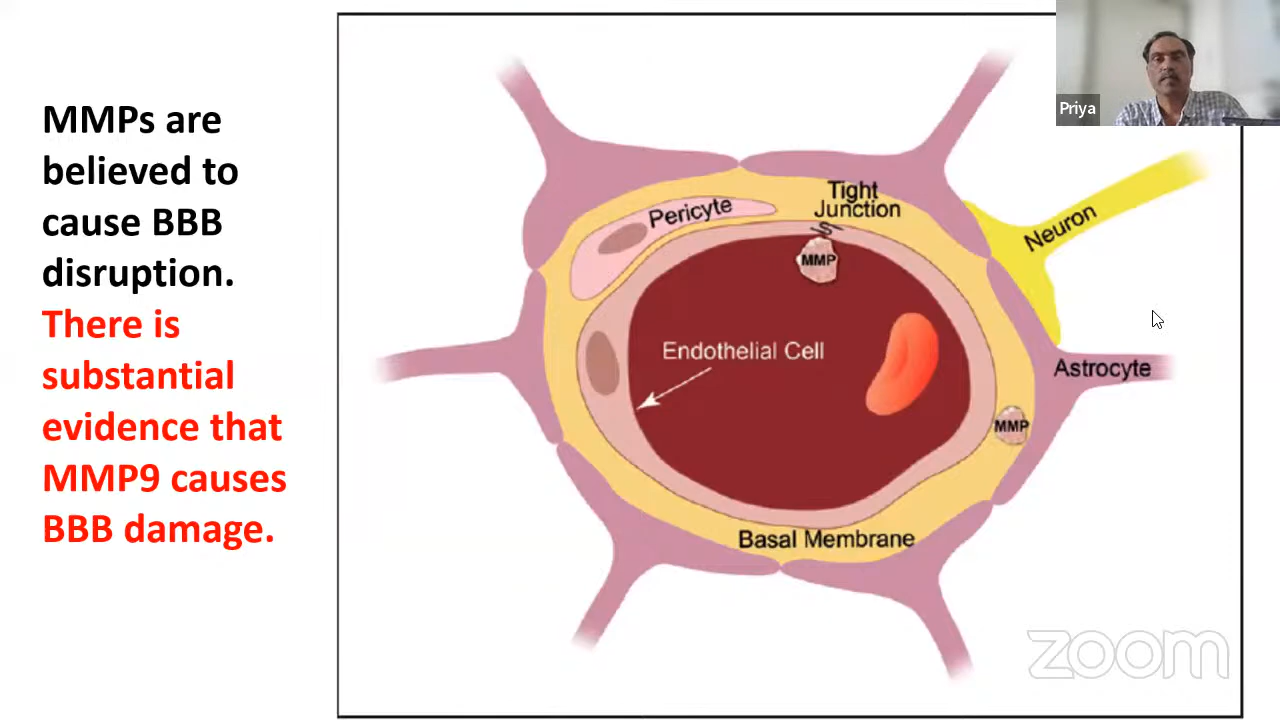 MMPs are
believed to
cause BBB
disruption.
There is
substantial
evidence that
MMP9 causes
BBB damage.
Priya
Tight
Junction
Pericyte
MMP
Neuron
Endothelial Cell
Astrocyte
MMP
Basal Membrane
zoom